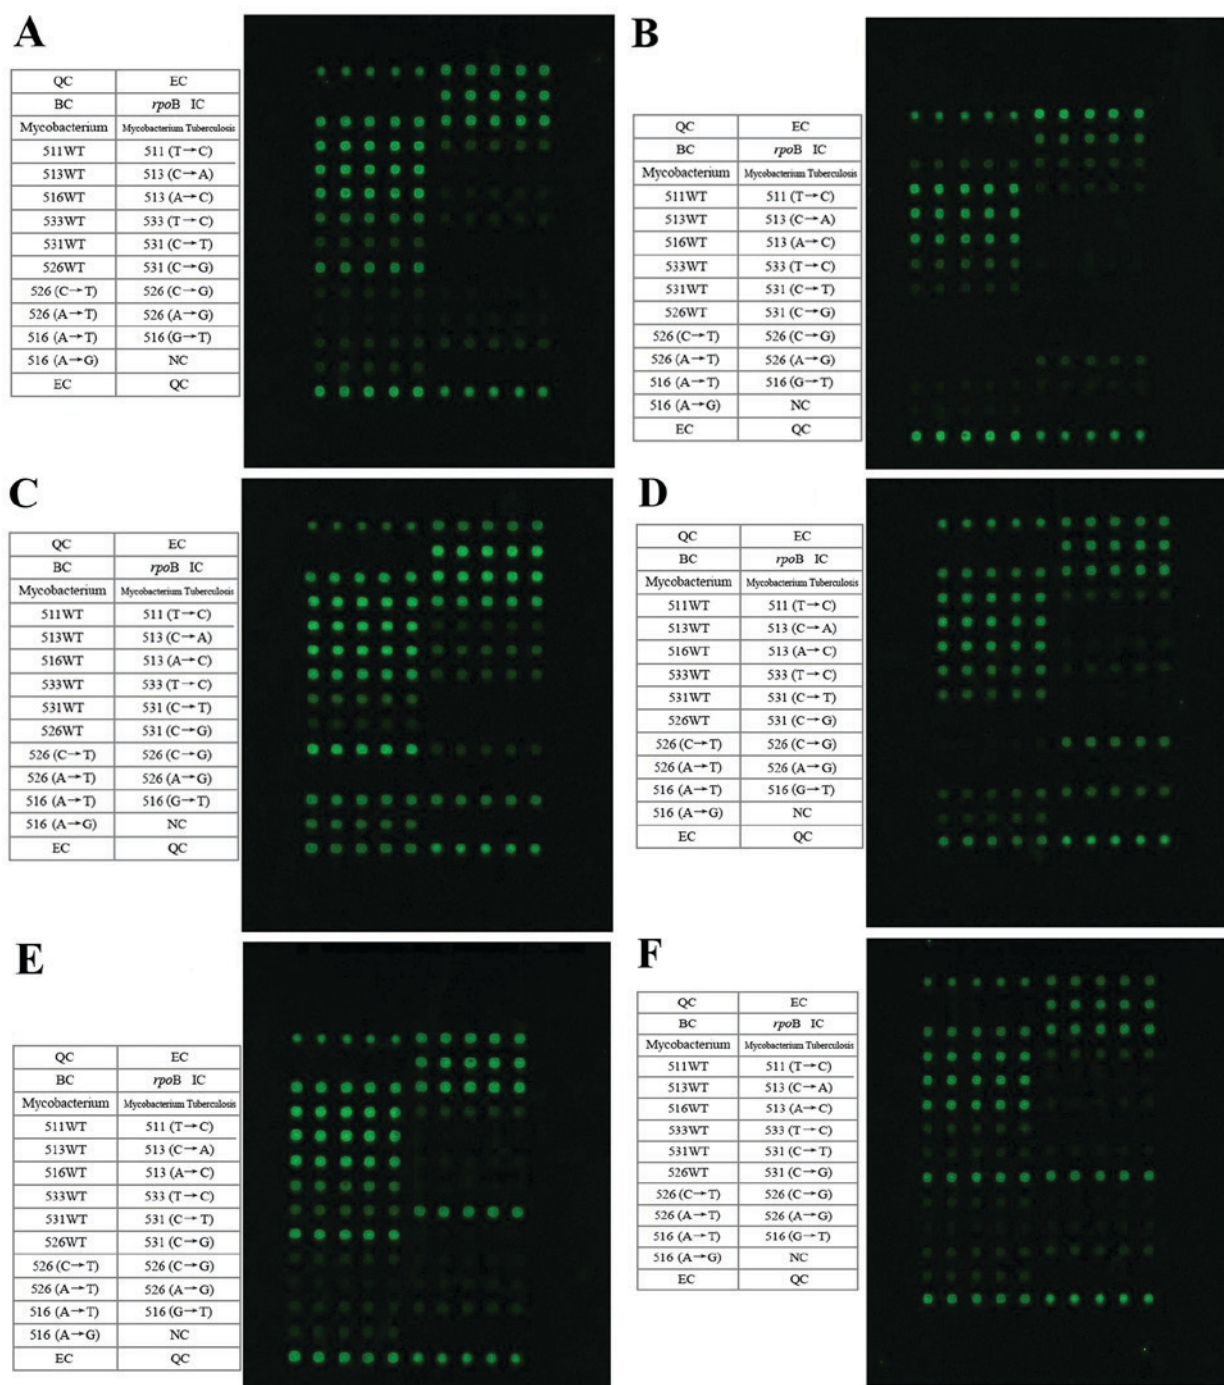 A
QC EC
BC rpoB IC
Mycobacterium Mycobacterium Tuberculosis
511WT 511 (T→C)
513WT 513 (C→A)
516WT 513 (A→C)
533WT 533 (T→C)
531WT 531 (C→T)
526WT 531 (C→G)
526 (C→T) 526 (C→G)
526 (A→T) 526 (A→G)
516 (A→T) 516 (G→T)
516 (A→G) NC
EC QC
B
QC EC
BC rpoB IC
Mycobacterium Mycobacterium Tuberculosis
511WT 511 (T→C)
513WT 513 (C→A)
516WT 513 (A→C)
533WT 533 (T→C)
531WT 531 (C→T)
526WT 531 (C→G)
526 (C→T) 526 (C→G)
526 (A→T) 526 (A→G)
516 (A→T) 516 (G→T)
516 (A→G) NC
EC QC
C
QC EC
BC rpoB IC
Mycobacterium Mycobacterium Tuberculosis
511WT 511 (T→C)
513WT 513 (C→A)
516WT 513 (A→C)
533WT 533 (T→C)
531WT 531 (C→T)
526WT 531 (C→G)
526 (C→T) 526 (C→G)
526 (A→T) 526 (A→G)
516 (A→T) 516 (G→T)
516 (A→G) NC
EC QC
D
QC EC
BC rpoB IC
Mycobacterium Mycobacterium Tuberculosis
511WT 511 (T→C)
513WT 513 (C→A)
516WT 513 (A→C)
533WT 533 (T→C)
531WT 531 (C→T)
526WT 531 (C→G)
526 (C→T) 526 (C→G)
526 (A→T) 526 (A→G)
516 (A→T) 516 (G→T)
516 (A→G) NC
EC QC
E
QC EC
BC rpoB IC
Mycobacterium Mycobacterium Tuberculosis
511WT 511 (T→C)
513WT 513 (C→A)
516WT 513 (A→C)
533WT 533 (T→C)
531WT 531 (C→T)
526WT 531 (C→G)
526 (C→T) 526 (C→G)
526 (A→T) 526 (A→G)
516 (A→T) 516 (G→T)
516 (A→G) NC
EC QC
F
QC EC
BC rpoB IC
Mycobacterium Mycobacterium Tuberculosis
511WT 511 (T→C)
513WT 513 (C→A)
516WT 513 (A→C)
533WT 533 (T→C)
531WT 531 (C→T)
526WT 531 (C→G)
526 (C→T) 526 (C→G)
526 (A→T) 526 (A→G)
516 (A→T) 516 (G→T)
516 (A→G) NC
EC QC